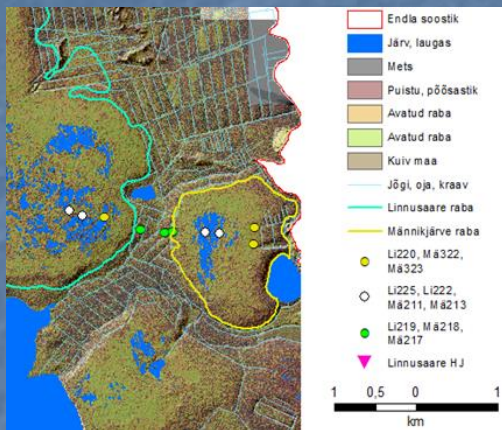 Endla soostik
Järv, laugas
Mets
Puistu, põõsastik
Avatud raba
Avatud raba
Kuiv maa
Jõgi, oja, kraav
Linnusaare raba
Männikjärve raba
Li220, Mä322,
Mä323
Li225, Li222,
Mä211, Mä213
Li219, Mä218,
Mä217
Linnusaare HJ
1 0,5 0 1
km